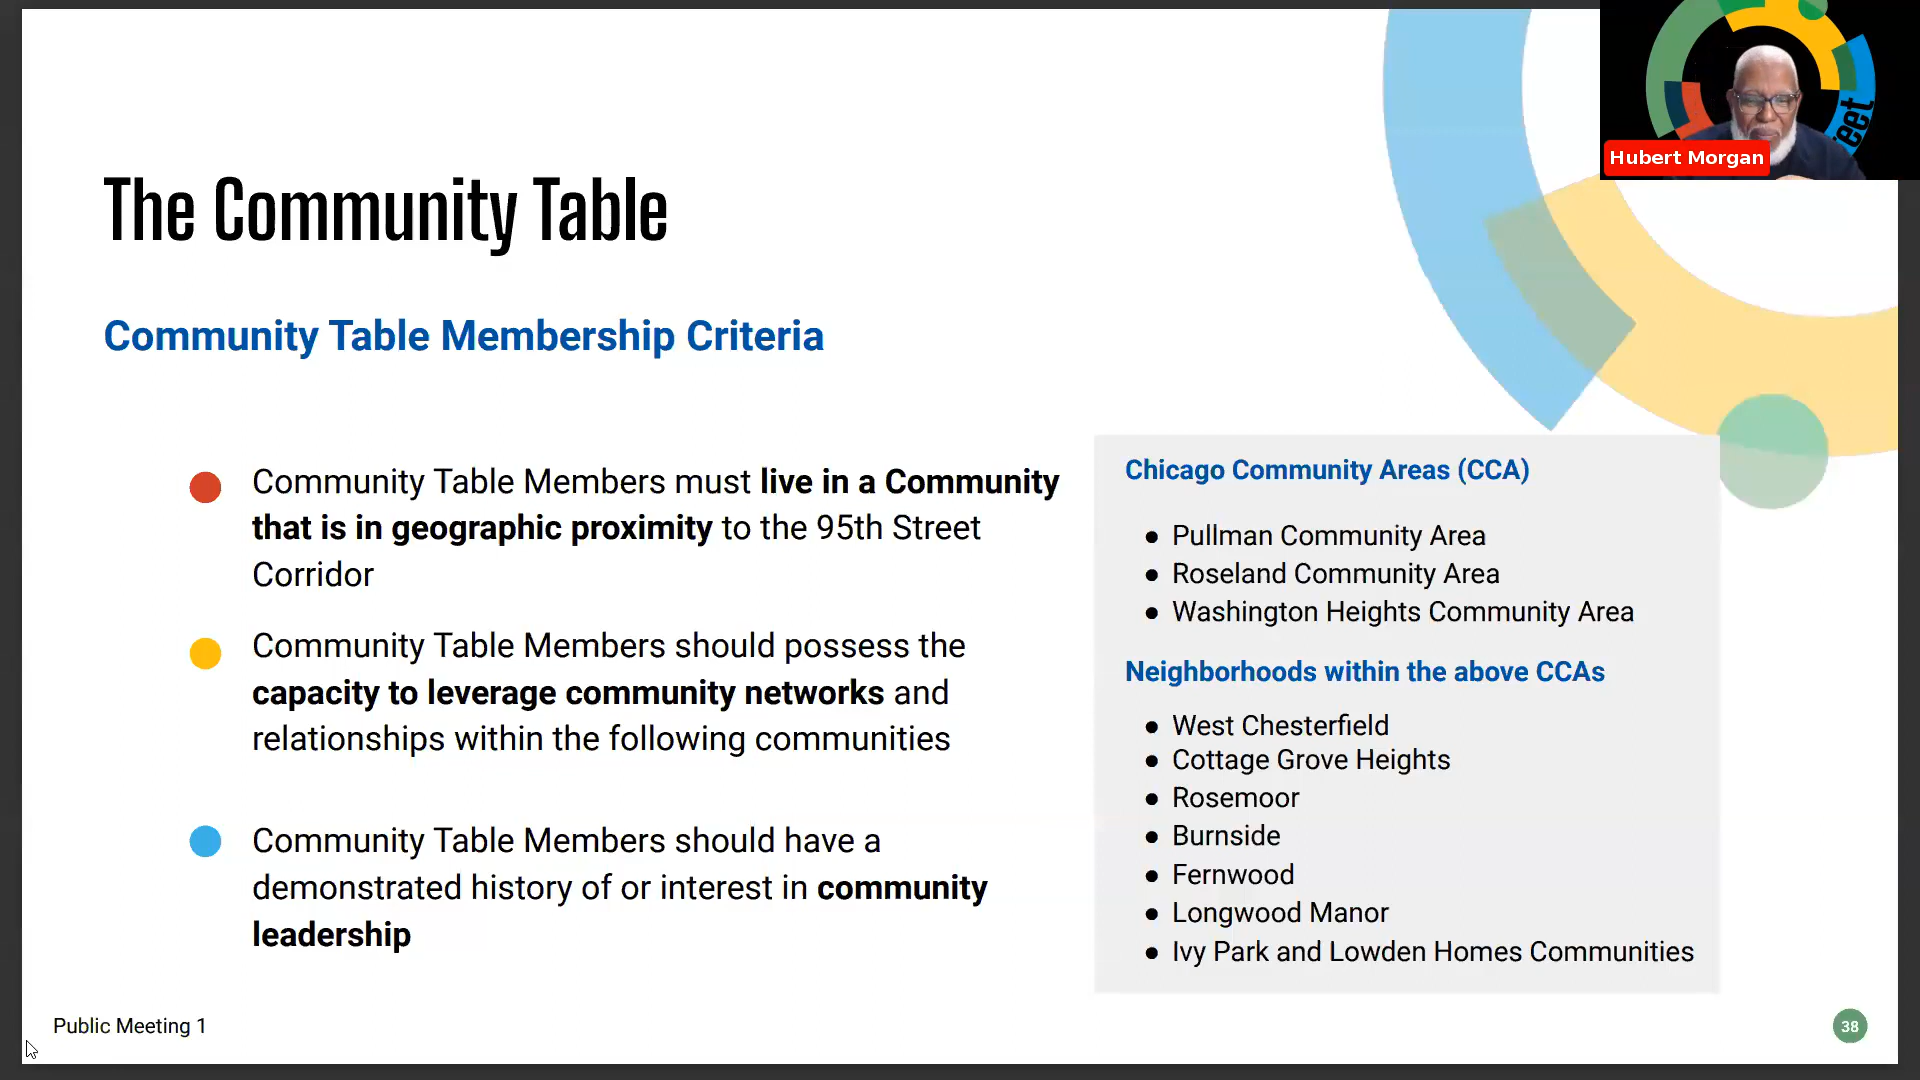 The Community Table
Community Table Membership Criteria
Community Table Members must live in a Community
that is in geographic proximity to the 95th Street
Corridor
Community Table Members should possess the
capacity to leverage community networks and
relationships within the following communities
Community Table Members should have a
demonstrated history of or interest in community
leadership
Chicago Community Areas (CCA)
● Pullman Community Area
● Roseland Community Area
● Washington Heights Community Area
Neighborhoods within the above CCAs
● West Chesterfield
● Cottage Grove Heights
● Rosemoor
● Burnside
● Fernwood
● Longwood Manor
● Ivy Park and Lowden Homes Communities
Public Meeting 1
38
Hubert Morgan